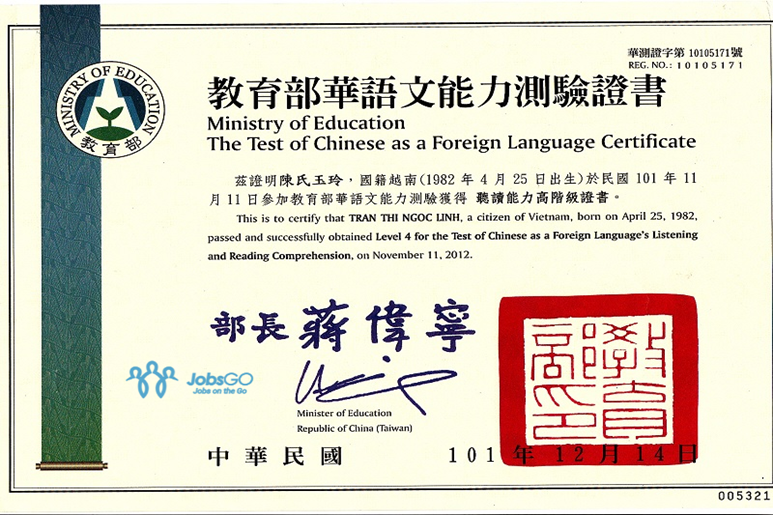 華測證字第 10105171號
REG. NO.: 10105171
MINISTRY OF EDUCATION
教育部
教育部華語文能力測驗證書
Ministry of Education
The Test of Chinese as a Foreign Language Certificate
茲證明陳氏玉玲，國籍越南(1982 年 4 月 25 日出生)於民國 101 年 11
月 11 日參加教育部華語文能力測驗獲得 聽讀能力高階級證書。
This is to certify that TRAN THI NGOC LINH, a citizen of Vietnam, born on April 25, 1982,
passed and successfully obtained Level 4 for the Test of Chinese as a Foreign Language's Listening
and Reading Comprehension, on November 11, 2012.
部長 蔣偉寧
JobsGO
Jobs on the Go
Minister of Education
Republic of China (Taiwan)
教育部印
中華民國 101 年 12 月 14 日
005321